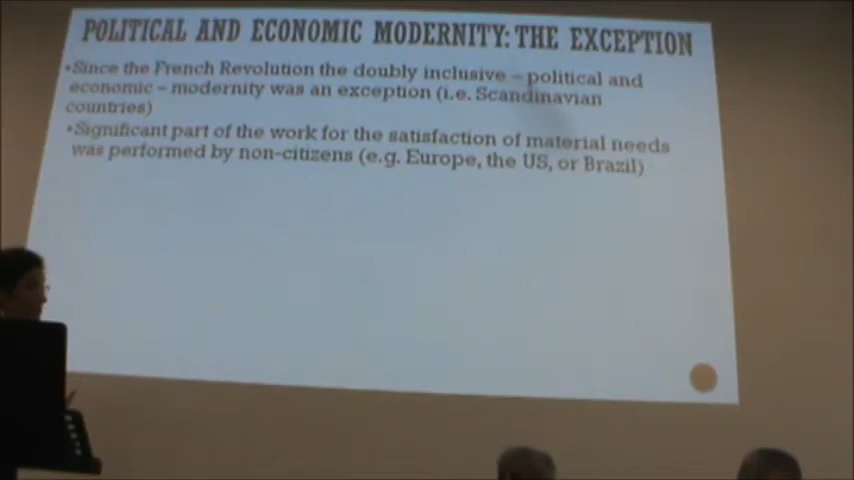 POLITICAL AND ECONOMIC MODERNITY: THE EXCEPTION
•Since the French Revolution the doubly inclusive – political and
economic – modernity was an exception (i.e. Scandinavian
countries)
•Significant part of the work for the satisfaction of material needs
was performed by non-citizens (e.g. Europe, the US, or Brazil)